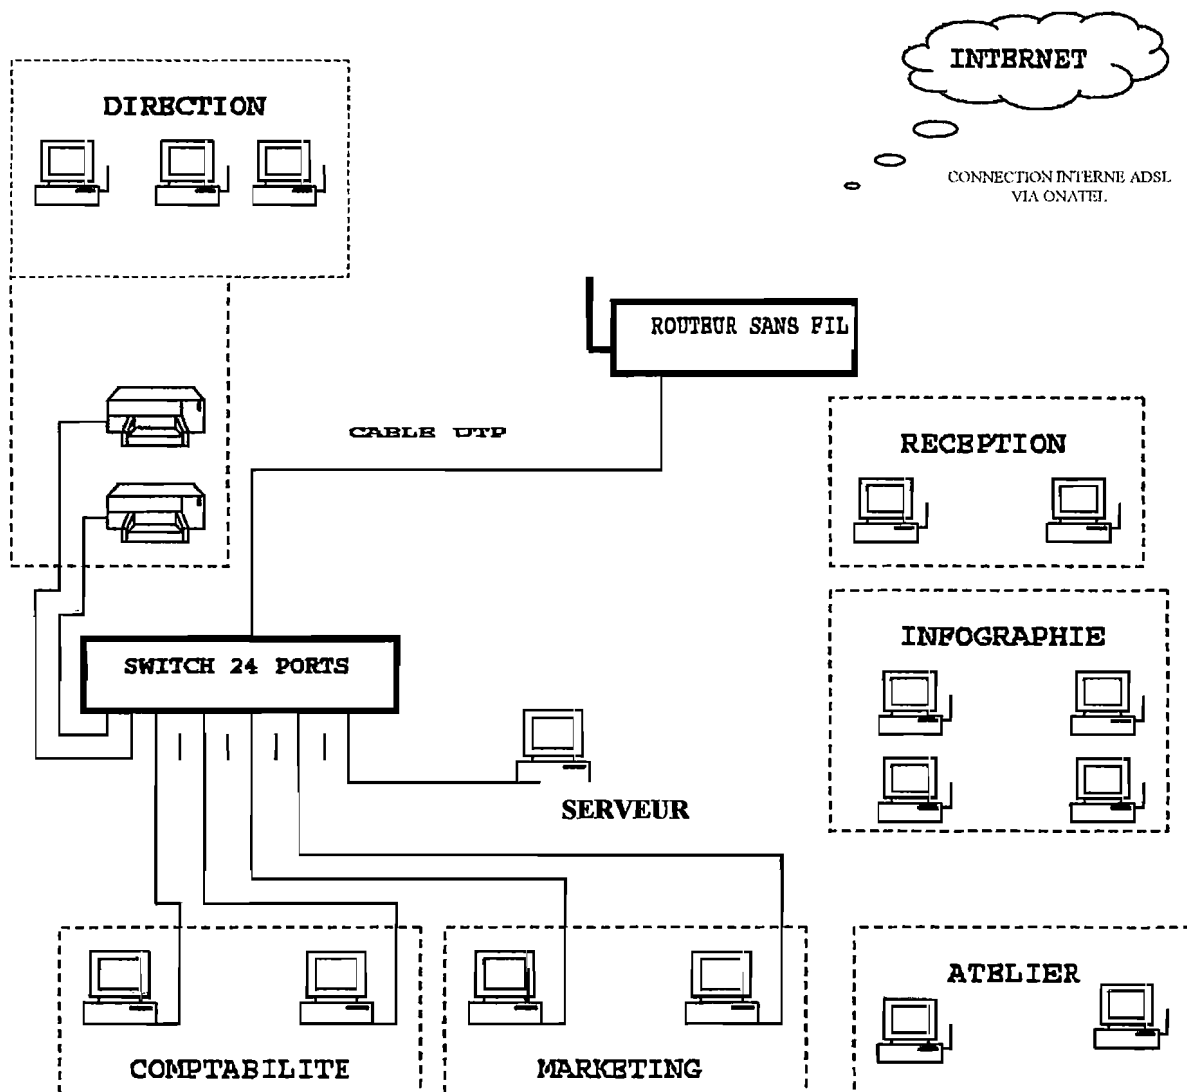 INTERNET
DIRECTION
CONNECTION INTERNE ADSL
VIA ONATEL
ROUTEUR SANS FIL
CABLE UTP
RECEPTION
INFOGRAPHIE
SWITCH 24 PORTS
SERVEUR
ATELIER
COMPTABILITE
MARKETING